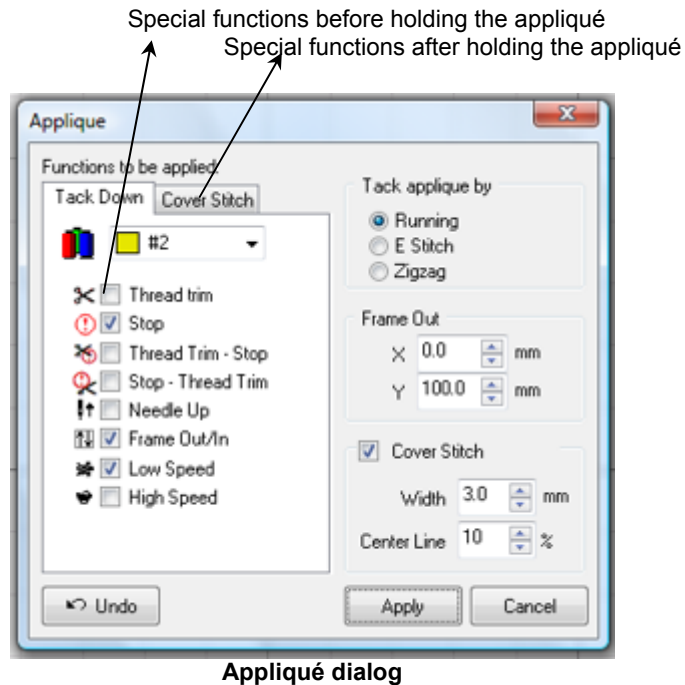 Special functions before holding the appliqué
Special functions after holding the appliqué
Applique
Functions to be applied:
Tack Down
Cover Stitch
#2
Thread trim
Stop
Thread Trim - Stop
Stop - Thread Trim
Needle Up
Frame Out/In
Low Speed
High Speed
Tack applique by
Running
E Stitch
Zigzag
Frame Out
X 0.0 mm
Y 100.0 mm
Cover Stitch
Width 3.0 mm
Center Line 10 %
Undo
Apply
Cancel
Appliqué dialog